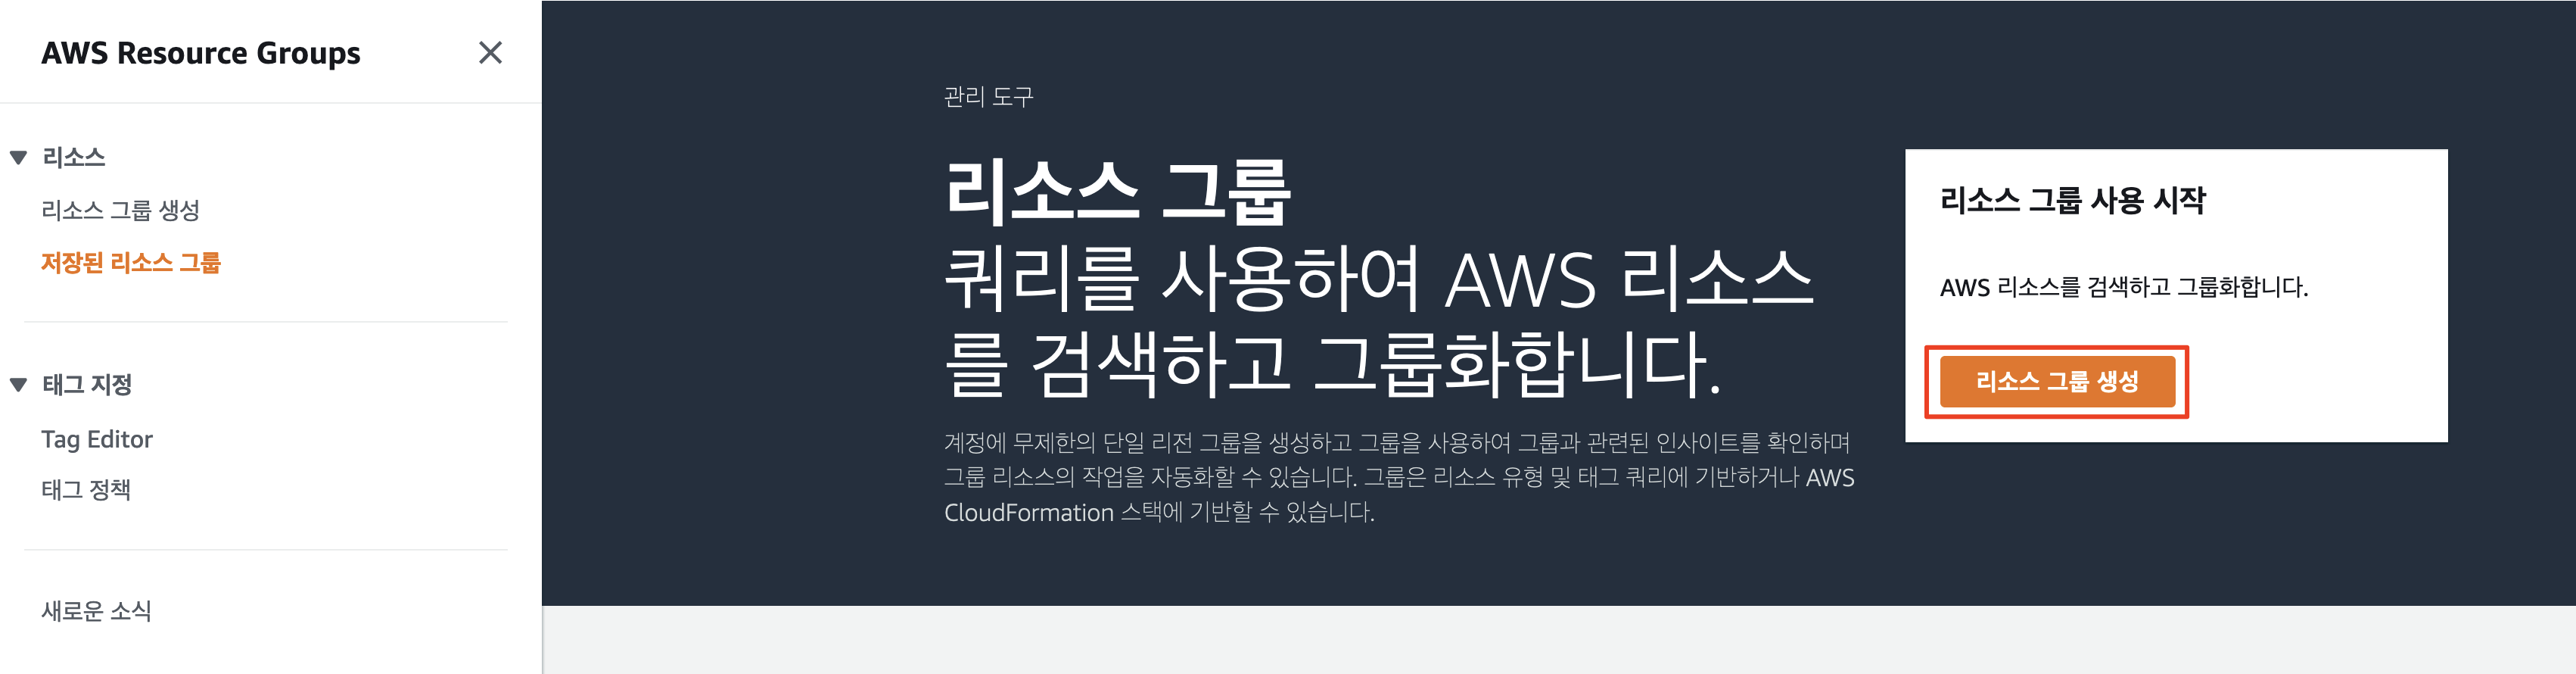 AWS Resource Groups
리소스
리소스 그룹 생성
저장된 리소스 그룹
태그 지정
Tag Editor
태그 정책
새로운 소식
관리 도구
리소스 그룹
쿼리를 사용하여 AWS 리소스
를 검색하고 그룹화합니다.
계정에 무제한의 단일 리전 그룹을 생성하고 그룹을 사용하여 그룹과 관련된 인사이트를 확인하며
그룹 리소스의 작업을 자동화할 수 있습니다. 그룹은 리소스 유형 및 태그 쿼리에 기반하거나 AWS
CloudFormation 스택에 기반할 수 있습니다.
리소스 그룹 사용 시작
AWS 리소스를 검색하고 그룹화합니다.
리소스 그룹 생성